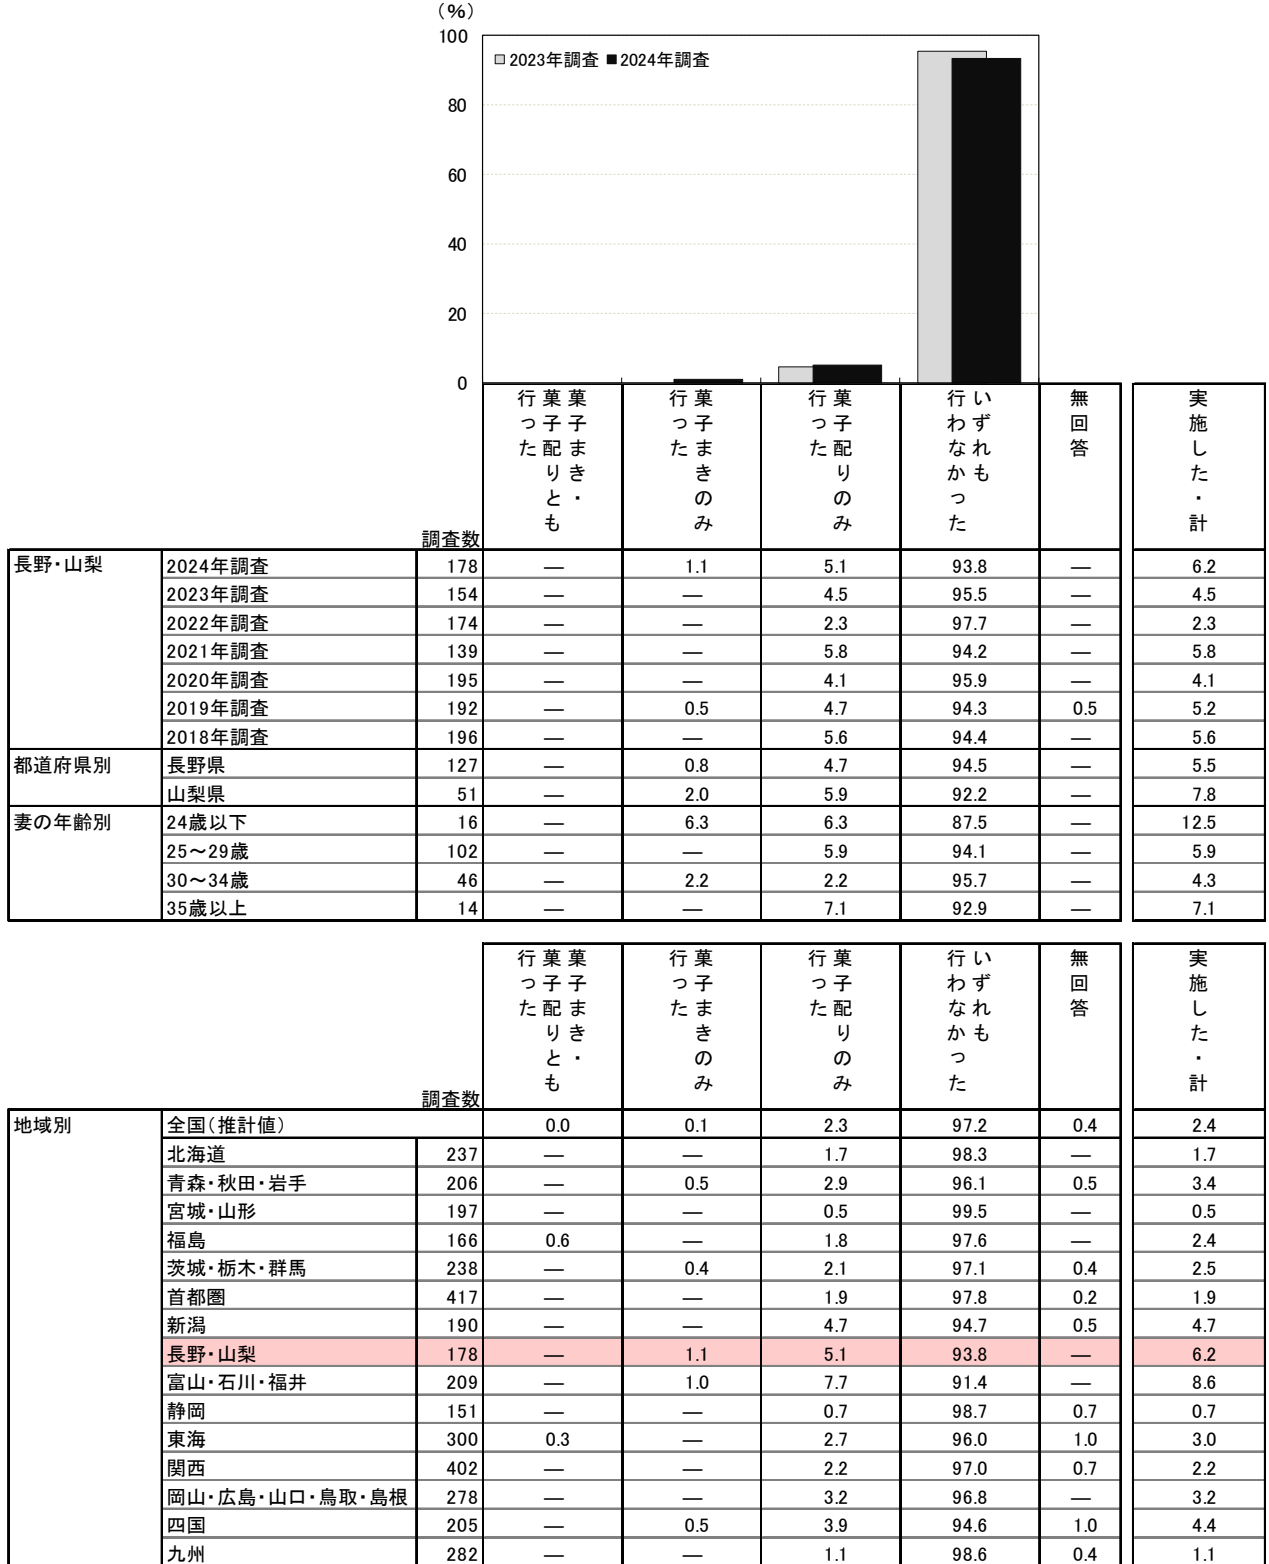 (%)
100
80
60
40
20
0
□2023年調査 ■2024年調査
調査数
菓子まき・菓子配りとも行った
菓子まきのみ行った
菓子配りのみ行った
いずれも行わなかった
無回答
実施した・計
長野・山梨 2024年調査 178 — 1.1 5.1 93.8 — 6.2
2023年調査 154 — — 4.5 95.5 — 4.5
2022年調査 174 — — 2.3 97.7 — 2.3
2021年調査 139 — — 5.8 94.2 — 5.8
2020年調査 195 — — 4.1 95.9 — 4.1
2019年調査 192 — 0.5 4.7 94.3 0.5 5.2
2018年調査 196 — — 5.6 94.4 — 5.6
都道府県別 長野県 127 — 0.8 4.7 94.5 — 5.5
山梨県 51 — 2.0 5.9 92.2 — 7.8
妻の年齢別 24歳以下 16 — 6.3 6.3 87.5 — 12.5
25～29歳 102 — — 5.9 94.1 — 5.9
30～34歳 46 — 2.2 2.2 95.7 — 4.3
35歳以上 14 — — 7.1 92.9 — 7.1
調査数
菓子まき・菓子配りとも行った
菓子まきのみ行った
菓子配りのみ行った
いずれも行わなかった
無回答
実施した・計
地域別 全国(推計値) 0.0 0.1 2.3 97.2 0.4 2.4
北海道 237 — — 1.7 98.3 — 1.7
青森・秋田・岩手 206 — 0.5 2.9 96.1 0.5 3.4
宮城・山形 197 — — 0.5 99.5 — 0.5
福島 166 0.6 — 1.8 97.6 — 2.4
茨城・栃木・群馬 238 — 0.4 2.1 97.1 0.4 2.5
首都圏 417 — — 1.9 97.8 0.2 1.9
新潟 190 — — 4.7 94.7 0.5 4.7
長野・山梨 178 — 1.1 5.1 93.8 — 6.2
富山・石川・福井 209 — 1.0 7.7 91.4 — 8.6
静岡 151 — — 0.7 98.7 0.7 0.7
東海 300 0.3 — 2.7 96.0 1.0 3.0
関西 402 — — 2.2 97.0 0.7 2.2
岡山・広島・山口・鳥取・島根 278 — — 3.2 96.8 — 3.2
四国 205 — 0.5 3.9 94.6 1.0 4.4
九州 282 — — 1.1 98.6 0.4 1.1